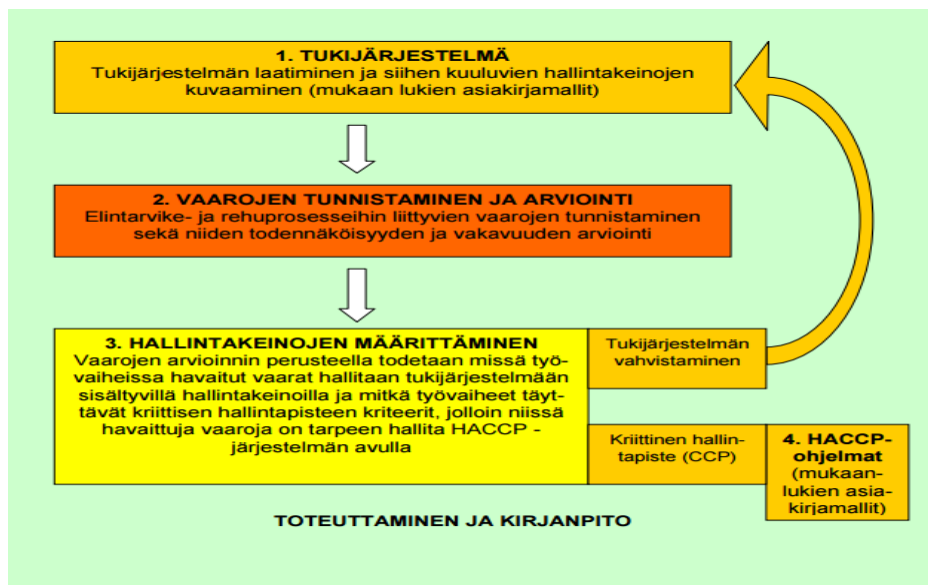 1. TUKIJÄRJESTELMÄ
Tukijärjestelmän laatiminen ja siihen kuuluvien hallintakeinojen
kuvaaminen (mukaan lukien asiakirjamallit)
2. VAAROJEN TUNNISTAMINEN JA ARVIOINTI
Elintarvike- ja rehuprosesseihin liittyvien vaarojen tunnistaminen
sekä niiden todennäköisyyden ja vakavuuden arviointi
3. HALLINTAKEINOJEN MÄÄRITTÄMINEN
Vaarojen arvioinnin perusteella todetaan missä työ-
vaiheissa havaitut vaarat hallitaan tukijärjestelmään
sisältyvillä hallintakeinoilla ja mitkä työvaiheet täyt-
tävät kriittisen hallintapisteen kriteerit, jolloin niissä
havaittuja vaaroja on tarpeen hallita HACCP -
järjestelmän avulla
Tukijärjestelmän
vahvistaminen
Kriittinen hallin-
tapiste (CCP)
4. HACCP-
ohjelmat
(mukaan-
lukien asia-
kirjamallit)
TOTEUTTAMINEN JA KIRJANPITO